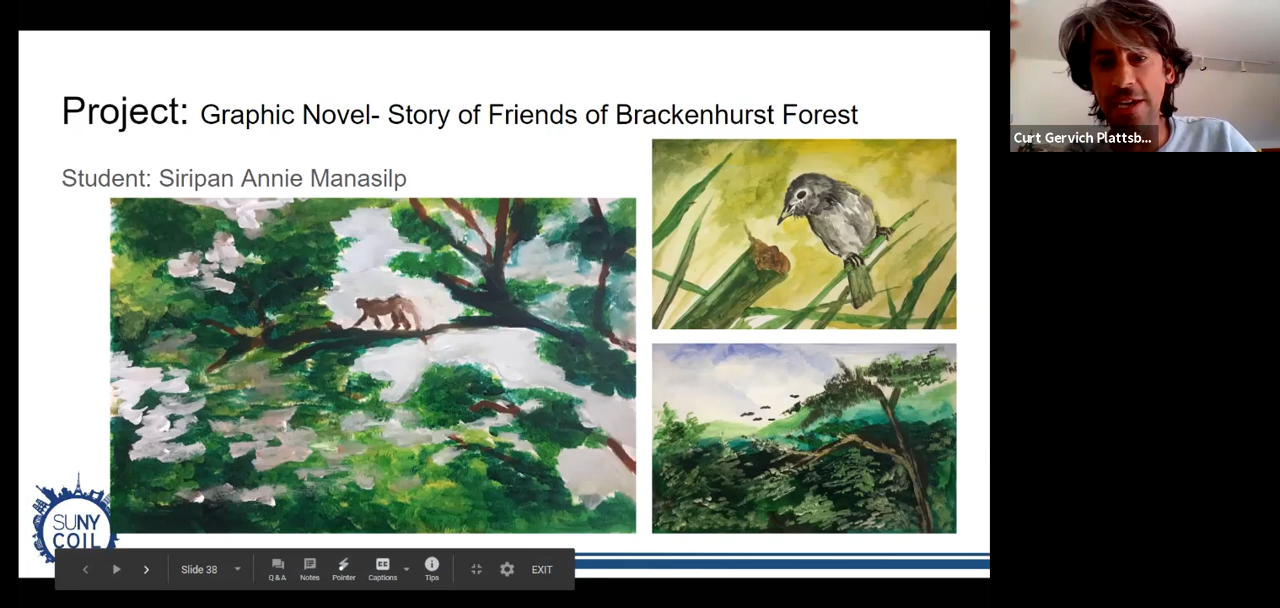 Project: Graphic Novel- Story of Friends of Brackenhurst Forest
Student: Siripan Annie Manasilp
Curt Gervich Plattsb...
SUNY
COIL
Slide 38
Q & A
Notes
Pointer
CC
Captions
Tips
EXIT